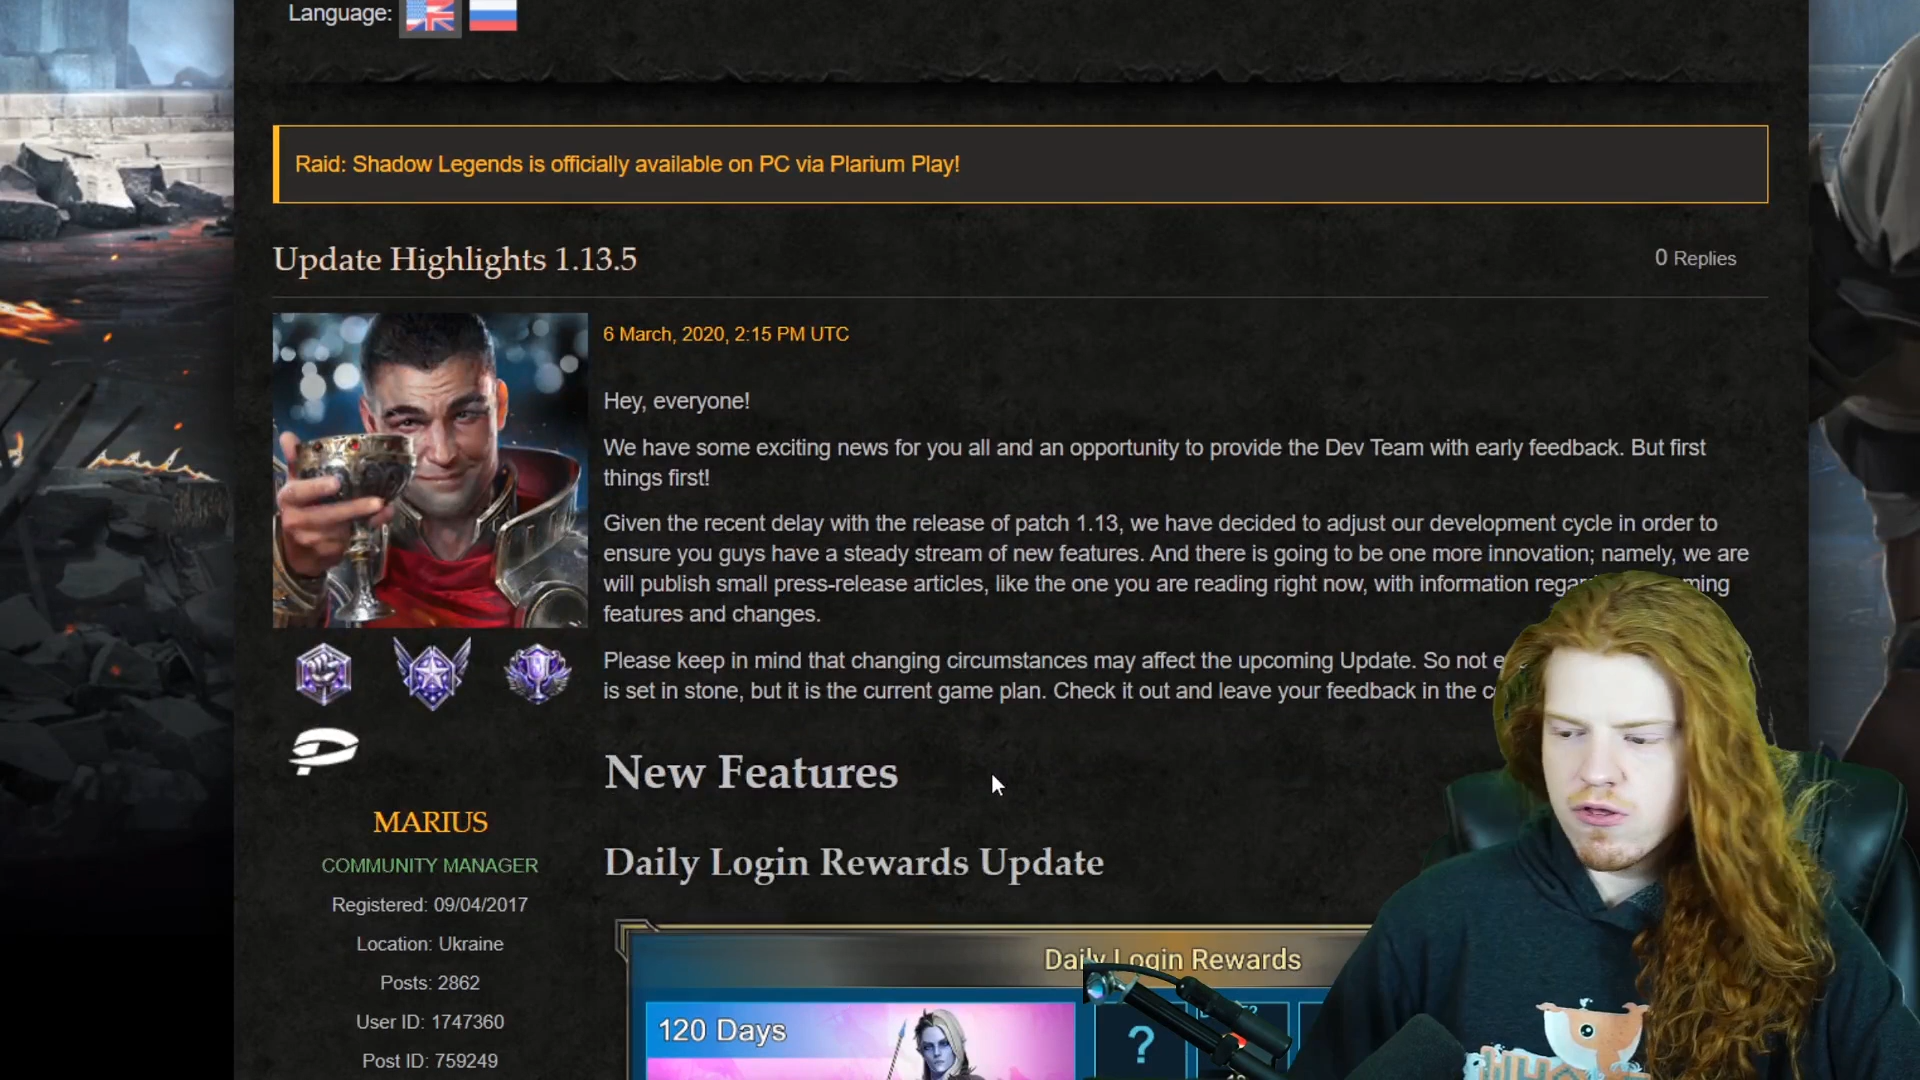 Language:
Raid: Shadow Legends is officially available on PC via Plarium Play!
Update Highlights 1.13.5
0 Replies
6 March, 2020, 2:15 PM UTC
Hey, everyone!
We have some exciting news for you all and an opportunity to provide the Dev Team with early feedback. But first
things first!
Given the recent delay with the release of patch 1.13, we have decided to adjust our development cycle in order to
ensure you guys have a steady stream of new features. And there is going to be one more innovation; namely, we are
will publish small press-release articles, like the one you are reading right now, with information
features and changes.
Please keep in mind that changing circumstances may affect the upcoming Update. So not
is set in stone, but it is the current game plan. Check it out and leave your feedback in the
New Features
MARIUS
COMMUNITY MANAGER
Registered: 09/04/2017
Location: Ukraine
Posts: 2862
User ID: 1747360
Post ID: 759249
Daily Login Rewards Update
Daily Login Rewards
120 Days
?